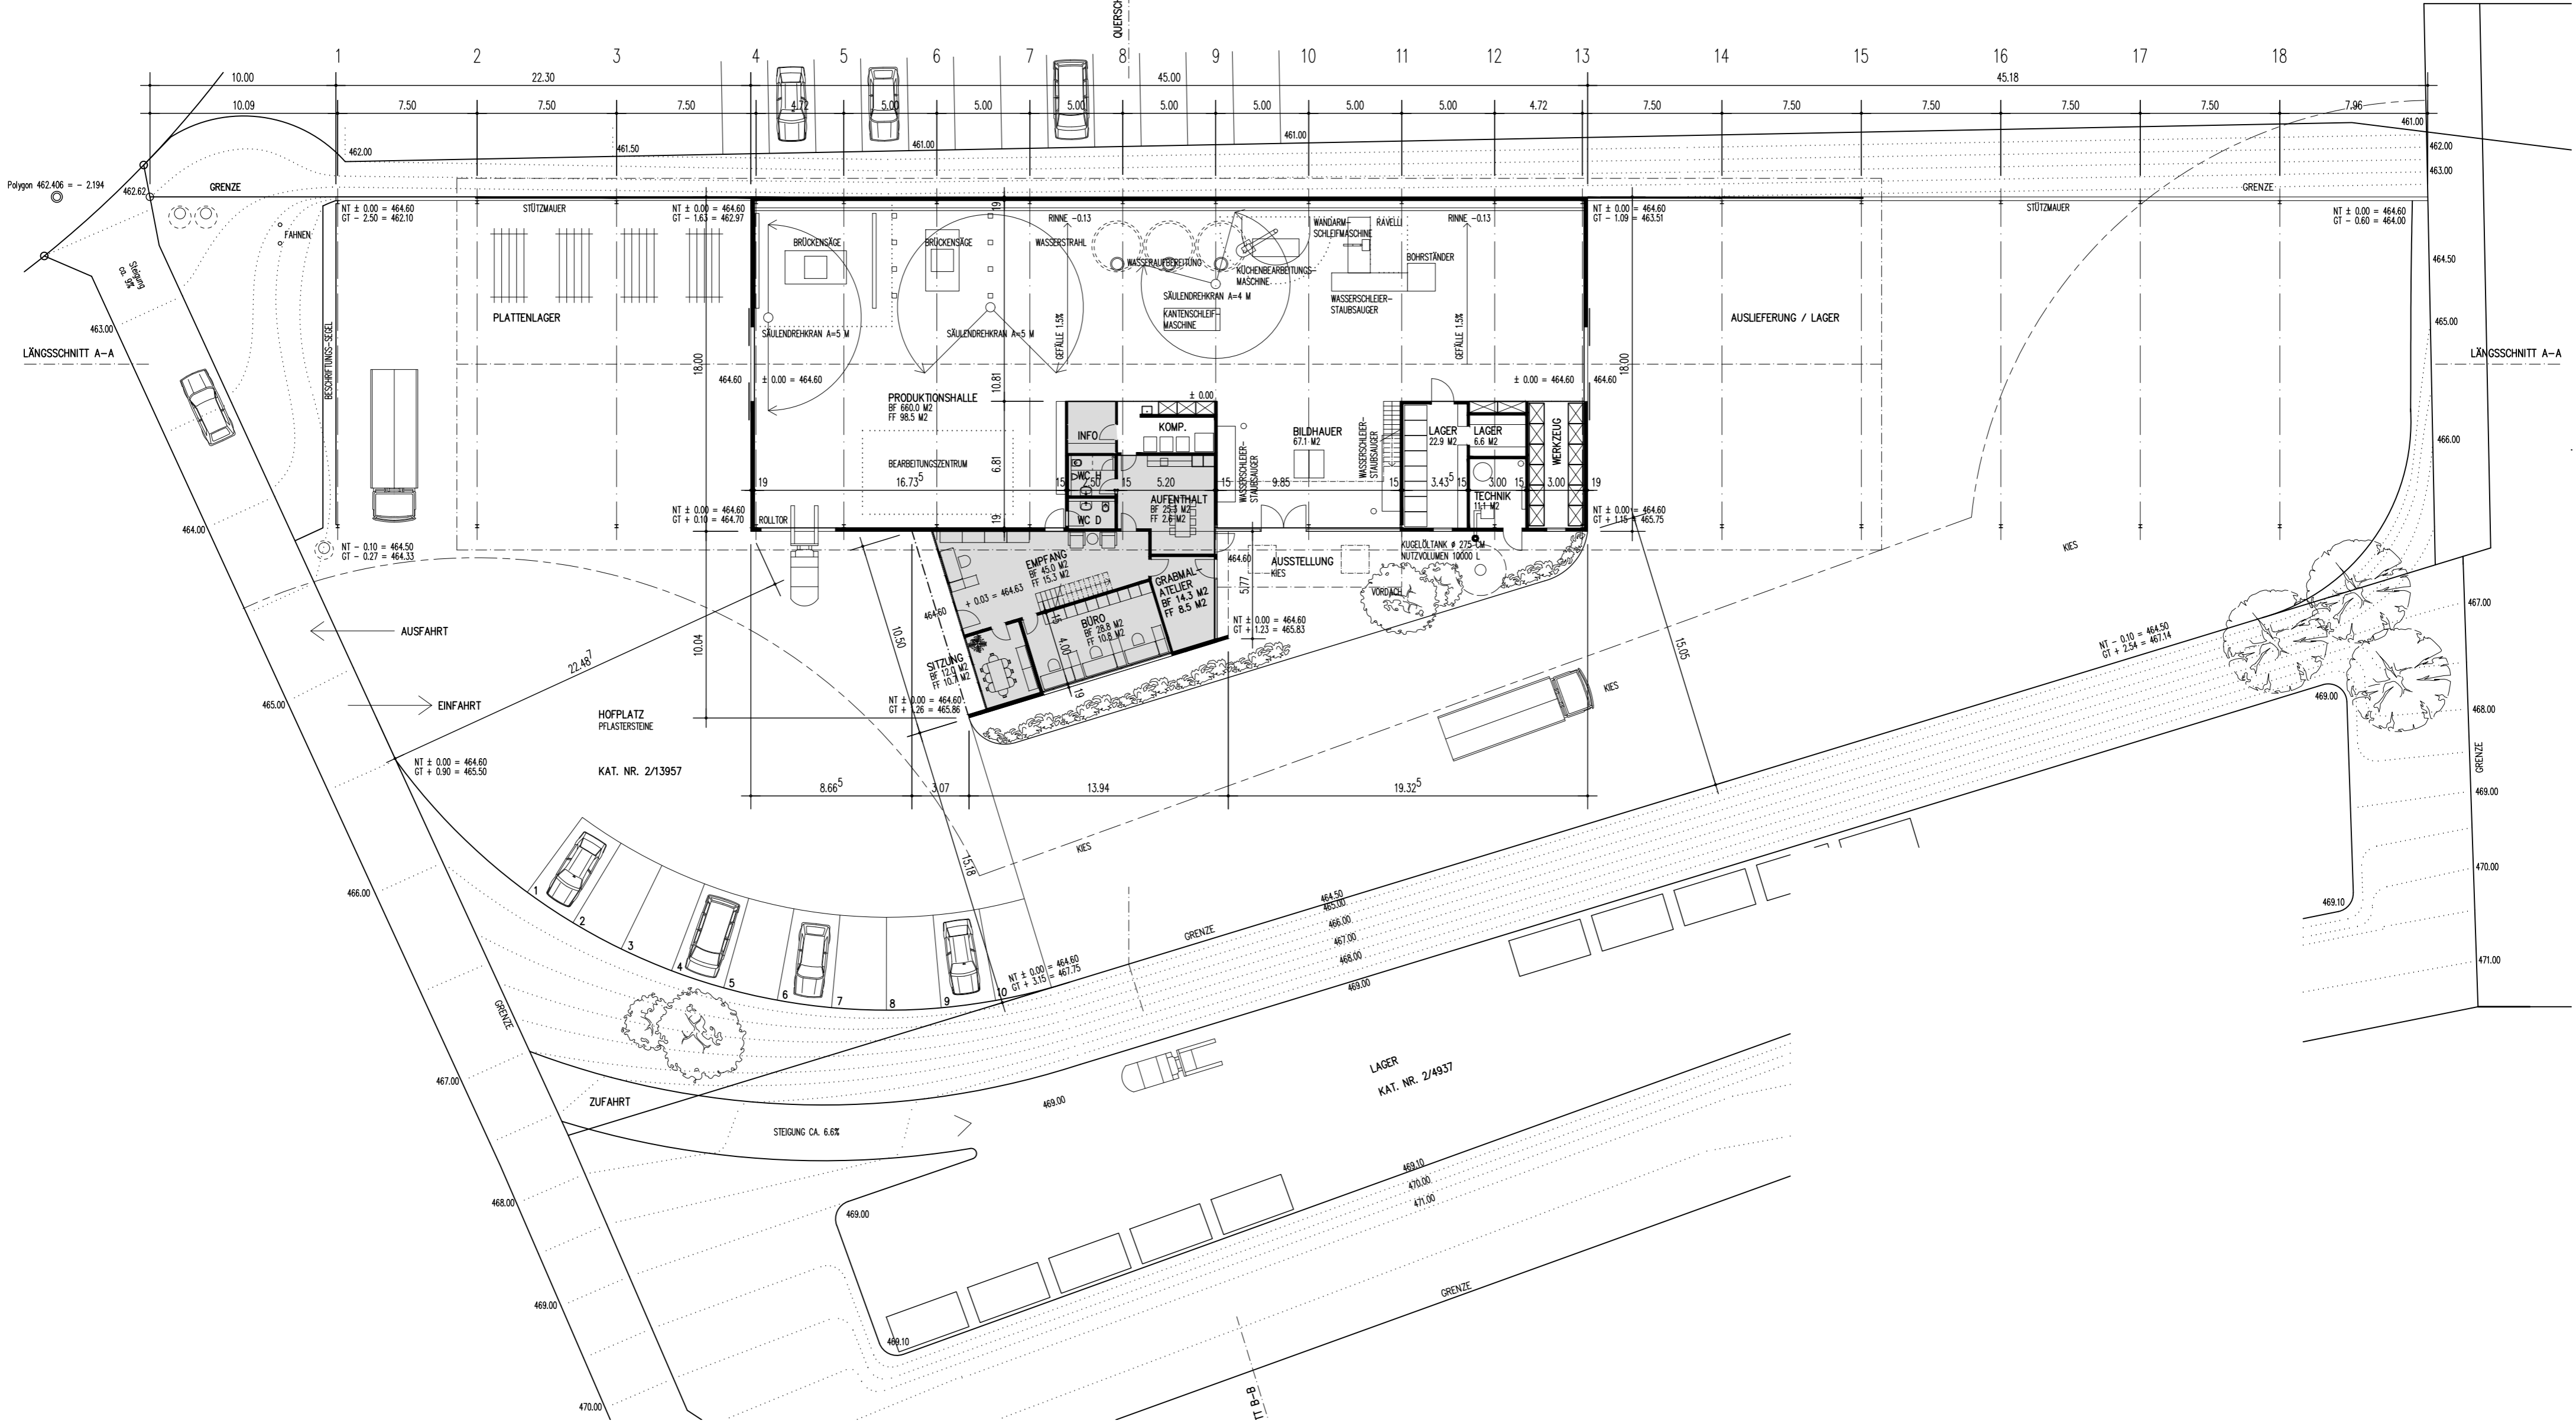 QUERSCH
1 2 3 4 5 6 7 8 9 10 11 12 13 14 15 16 17 18
10.00 22.30 45.00 45.18
10.09 7.50 7.50 7.50 4.72 5.00 5.00 5.00 5.00 5.00 5.00 5.00 4.72 7.50 7.50 7.50 7.50 7.50 7.96
462.00
461.50
461.00
461.00
461.00
462.00
463.00
Polygon 462.406 = - 2.194
462.62
GRENZE
GRENZE
FAHNEN
Steigung
ca. 9%
NT ± 0.00 = 464.60
GT - 2.50 = 462.10
STÜTZMAUER
NT ± 0.00 = 464.60
GT - 1.63 = 462.97
NT ± 0.00 = 464.60
GT - 1.09 = 463.51
STÜTZMAUER
NT ± 0.00 = 464.60
GT - 0.60 = 464.00
19
RINNE -0.13
RINNE -0.13
BRÜCKENSÄGE
BRÜCKENSÄGE
WASSERSTRAHL
WASSERAUFBEREITUNG
WANDARM-
SCHLEIFMASCHINE
RAVELLI
BOHRSTÄNDER
KÜCHENBEARBEITUNGS-
MASCHINE
SÄULENDREHKRAN A=4 M
WASSERSCHLEIER-
STAUBSAUGER
KANTENSCHLEIF-
MASCHINE
464.50
465.00
466.00
463.00
PLATTENLAGER
AUSLIEFERUNG / LAGER
SÄULENDREHKRAN A=5 M
SÄULENDREHKRAN A=5 M
GEFÄLLE 1.5%
GEFÄLLE 1.5%
LÄNGSSCHNITT A-A
LÄNGSSCHNITT A-A
BESCHRIFTUNGS-SEGEL
18.00
18.00
464.60
± 0.00 = 464.60
± 0.00 = 464.60
464.60
10.81
PRODUKTIONSHALLE
BF 660.0 M2
FF 98.5 M2
± 0.00
INFO
KOMP.
BILDHAUER
67.1 M2
WASSERSCHLEIER-
STAUBSAUGER
WASSERSCHLEIER-
STAUBSAUGER
LAGER
22.9 M2
LAGER
6.6 M2
WERKZEUG
BEARBEITUNGSZENTRUM
6.81
WC H
WC D
19 16.73⁵ 15 2.50 15 5.20 15 9.85 15 3.43⁵ 15 3.00 15 3.00 19
AUFENTHALT
BF 25.3 M2
FF 2.6 M2
TECHNIK
11.1 M2
NT ± 0.00 = 464.60
GT + 0.10 = 464.70
ROLLTOR
19
NT ± 0.00 = 464.60
GT + 1.15 = 465.75
464.00
NT - 0.10 = 464.50
GT - 0.27 = 464.33
EMPFANG
BF 45.0 M2
FF 15.3 M2
464.60
AUSSTELLUNG
KIES
KUGELÖLTANK ø 275 CM
NUTZVOLUMEN 10000 L
KIES
GRABMAL-
ATELIER
BF 14.3 M2
FF 8.5 M2
5.77
VORDACH
+ 0.03 = 464.63
464.60
BÜRO
BF 28.8 M2
FF 10.8 M2
15
4.00
19
NT ± 0.00 = 464.60
GT + 1.23 = 465.83
SITZUNG
BF 12.0 M2
FF 10.7 M2
AUSFAHRT
EINFAHRT
22.48⁷
10.04
10.50
15.05
467.00
NT - 0.10 = 464.50
GT + 2.54 = 467.14
465.00
NT ± 0.00 = 464.60
GT + 1.26 = 465.86
KIES
469.00
468.00
HOFPLATZ
PFLASTERSTEINE
GRENZE
NT ± 0.00 = 464.60
GT + 0.90 = 465.50
KAT. NR. 2/13957
8.66⁵ 3.07 13.94 19.32⁵
469.00
KIES
15.18
466.00
470.00
464.50
465.00
466.00
467.00
468.00
469.00
469.10
GRENZE
471.00
1 2 3 4 5 6 7 8 9 10
NT ± 0.00 = 464.60
GT + 3.15 = 467.75
GRENZE
467.00
ZUFAHRT
STEIGUNG CA. 6.6%
469.00
LAGER
KAT. NR. 2/4937
468.00
469.00
469.10
470.00
471.00
469.00
GRENZE
469.10
470.00
TT B-B